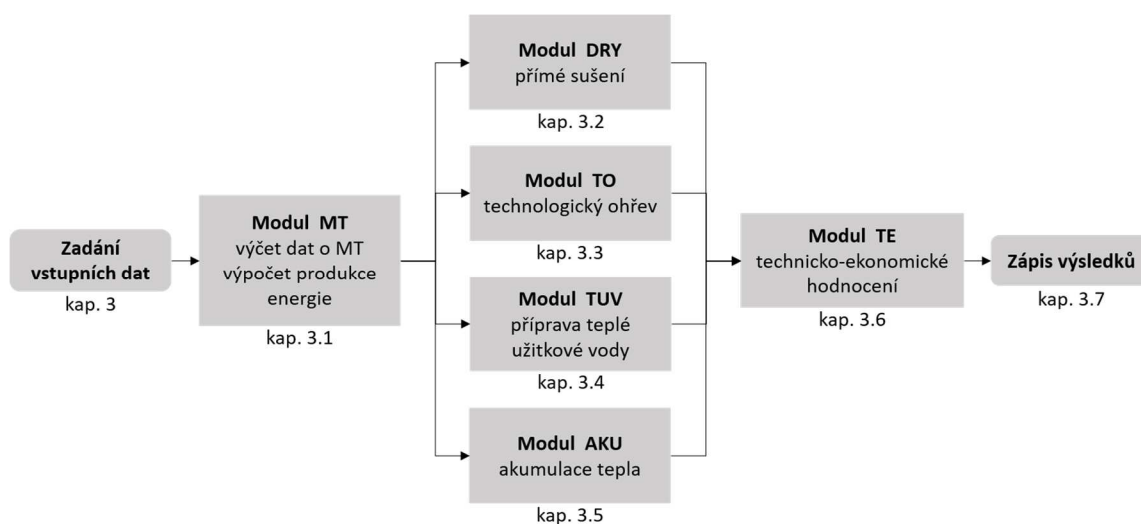 Zadání
vstupních dat
kap. 3
Modul MT
výčet dat o MT
výpočet produkce
energie
kap. 3.1
Modul DRY
přímé sušení
kap. 3.2
Modul TO
technologický ohřev
kap. 3.3
Modul TUV
příprava teplé
užitkové vody
kap. 3.4
Modul AKU
akumulace tepla
kap. 3.5
Modul TE
technicko-ekonomické
hodnocení
kap. 3.6
Zápis výsledků
kap. 3.7